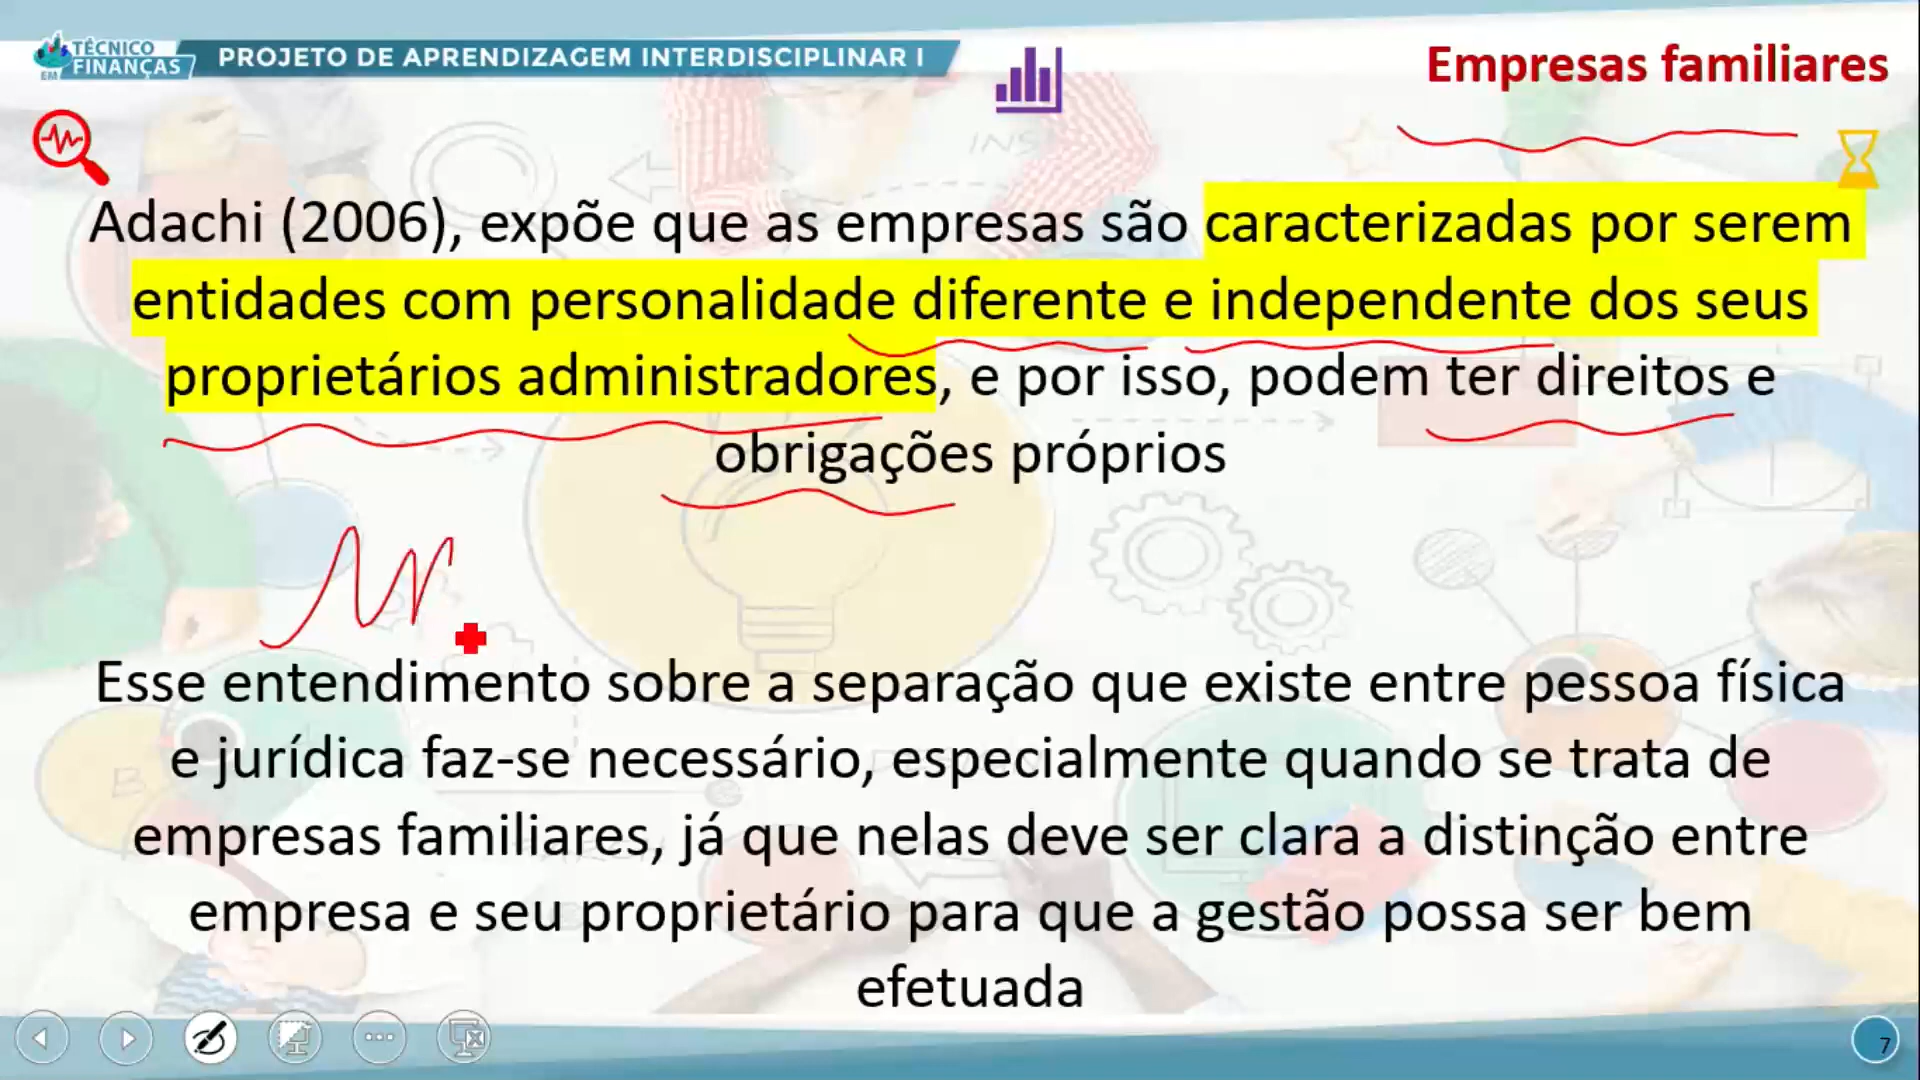 TÉCNICO
EM FINANÇAS
PROJETO DE APRENDIZAGEM INTERDISCIPLINAR I
Empresas familiares
Adachi (2006), expõe que as empresas são caracterizadas por serem
entidades com personalidade diferente e independente dos seus
proprietários administradores, e por isso, podem ter direitos e
obrigações próprios
Esse entendimento sobre a separação que existe entre pessoa física
e jurídica faz-se necessário, especialmente quando se trata de
empresas familiares, já que nelas deve ser clara a distinção entre
empresa e seu proprietário para que a gestão possa ser bem
efetuada
7